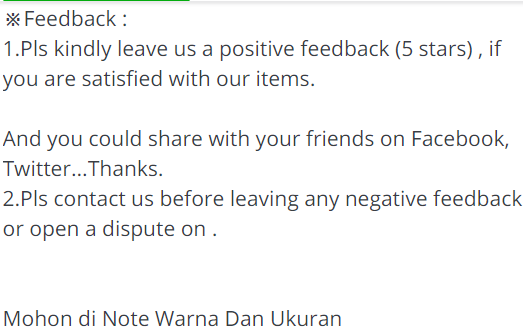 ※Feedback :
1.Pls kindly leave us a positive feedback (5 stars) , if
you are satisfied with our items.
And you could share with your friends on Facebook,
Twitter...Thanks.
2.Pls contact us before leaving any negative feedback
or open a dispute on .
Mohon di Note Warna Dan Ukuran